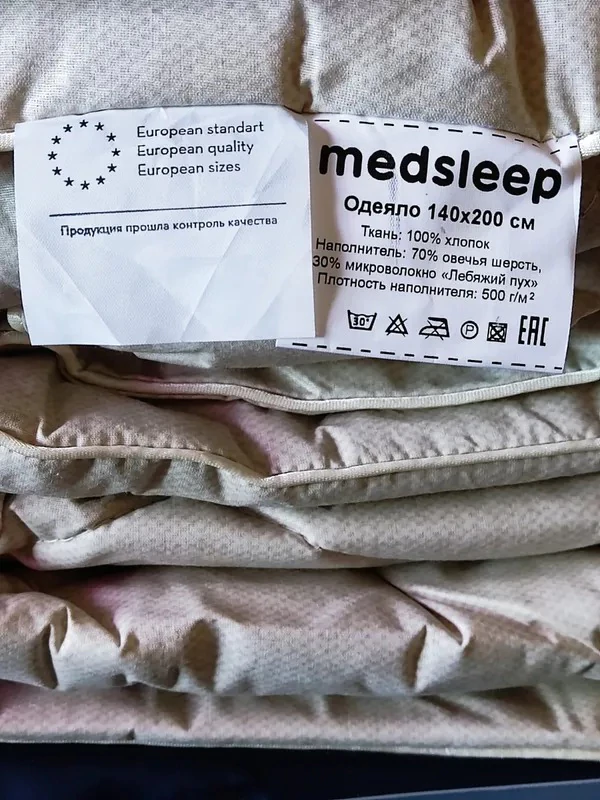 European standart
European quality
European sizes
Продукция прошла контроль качества
medsleep
Одеяло 140x200 см
Ткань: 100% хлопок
Наполнитель: 70% овечья шерсть,
30% микроволокно «Лебяжий пух»
Плотность наполнителя: 500 г/м²
30° P EAC